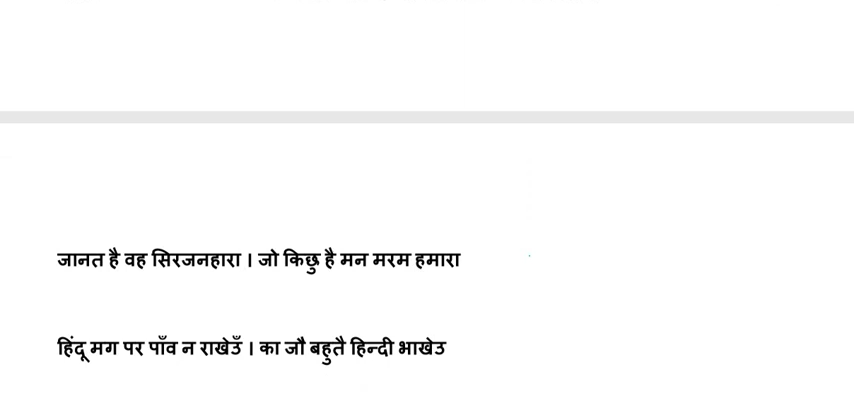 जानत है वह सिरजनहारा । जो किछु है मन मरम हमारा
हिंदू मग पर पाँव न राखेउँ । का जौ बहुतै हिन्दी भाखेउ